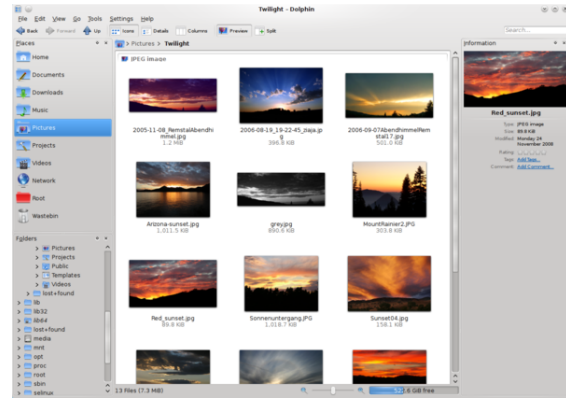 Twilight - Dolphin
File Edit View Go Tools Settings Help
Back Forward Up Icons Details Columns Preview Split
Search...
Places
Home
Documents
Downloads
Music
Pictures
Projects
Videos
Network
Root
Wastebin
Folders
Pictures
Projects
Public
Templates
Videos
lost+found
lib
lib32
lib64
lost+found
media
mnt
opt
proc
root
sbin
selinux
Pictures > Twilight
JPEG image
2005-11-08_RemstalAbendhi
mmel.jpg
1.2 MiB
2006-08-19_19-22-45_ziaja.jp
g
396.8 KiB
2006-09-07AbendhimmelRem
stal17.jpg
501.0 KiB
Arizona-sunset.jpg
1,011.5 KiB
grey.jpg
890.6 KiB
MountRainier2.JPG
303.8 KiB
Red_sunset.jpg
89.8 KiB
Sonnenuntergang.JPG
1,018.7 KiB
Sunset04.jpg
158.1 KiB
13 Files (7.3 MiB)
GiB free
Information
Red_sunset.jpg
Type JPEG image
Size 89.8 KiB
Modified Monday 24
November 2008
Rating
Tags Add Tags...
Comment Add Comment...